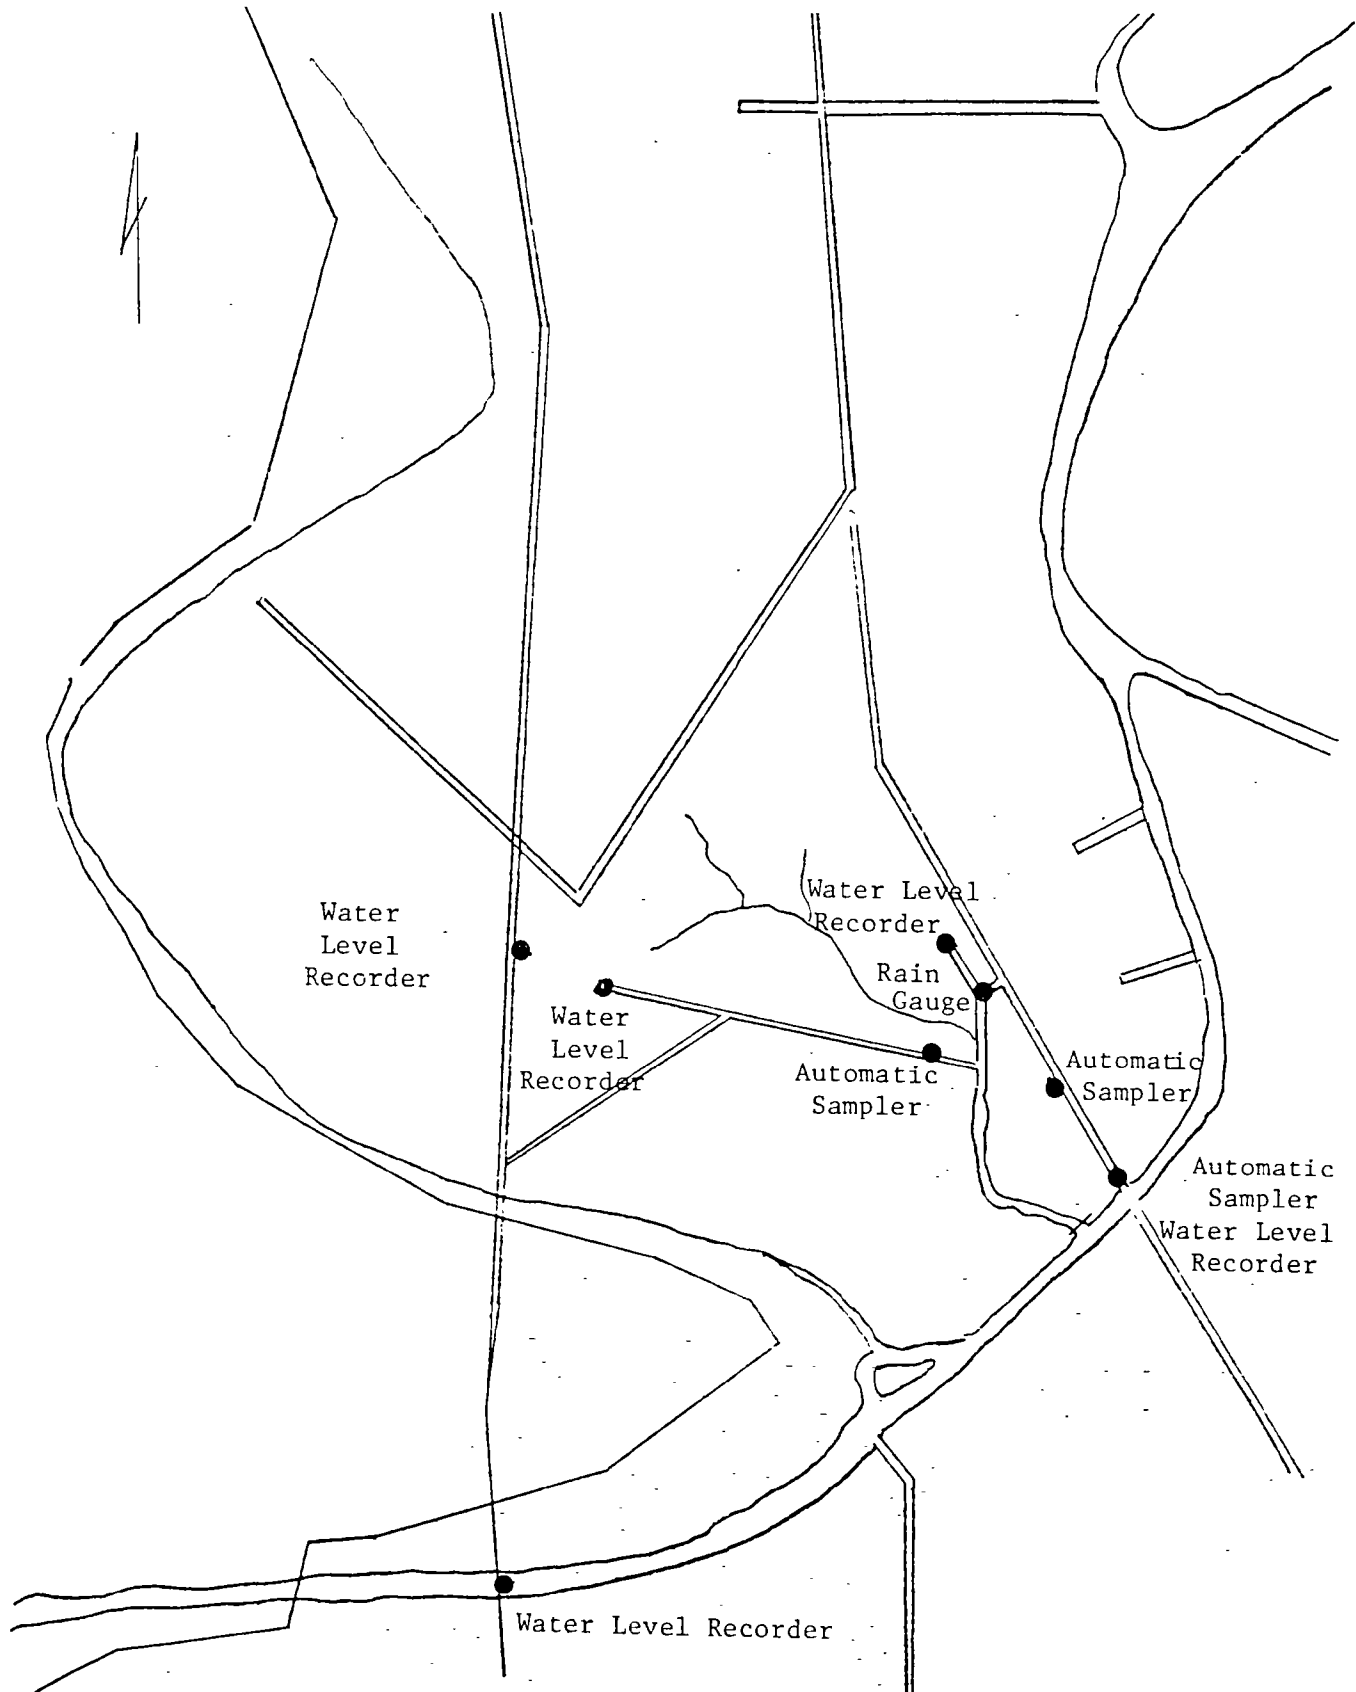 Water Level
Recorder
Water
Level
Recorder
Rain
Gauge
Water
Level
Recorder
Automatic
Sampler
Automatic
Sampler
Automatic
Sampler
Water Level
Recorder
Water Level Recorder